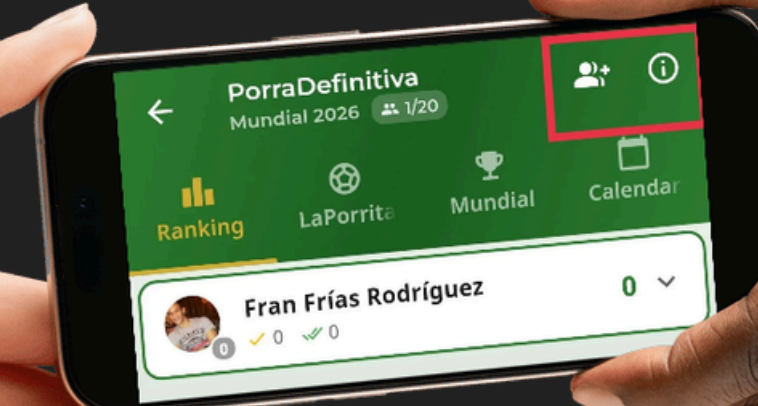 PorraDefinitiva
Mundial 2026 1/20
Ranking LaPorrita Mundial Calendar
Fran Frías Rodríguez 0
0 0 0